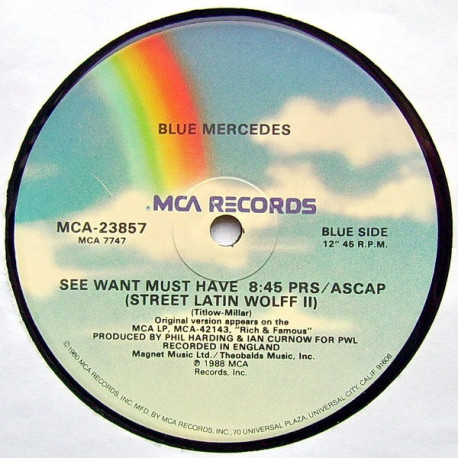 BLUE MERCEDES
MCA RECORDS
MCA-23857
MCA 7747
BLUE SIDE
12" 45 R.P.M.
SEE WANT MUST HAVE 8:45 PRS/ASCAP
(STREET LATIN WOLFF II)
(Titlow-Millar)
Original version appears on the
MCA LP, MCA-42143, "Rich & Famous"
PRODUCED BY PHIL HARDING & IAN CURNOW FOR PWL
RECORDED IN ENGLAND
Magnet Music Ltd./Theobalds Music, Inc.
℗ 1988 MCA
Records, Inc.
©1980 MCA RECORDS, INC. MFD. BY MCA RECORDS, INC., 70 UNIVERSAL PLAZA, UNIVERSAL CITY, CALIF. 91608